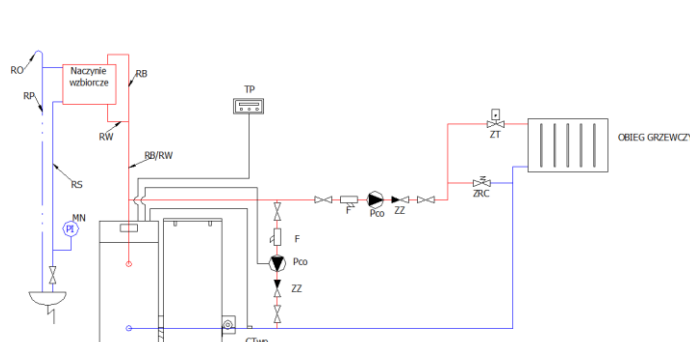 RO
Naczynie
wzbiorcze
RB
RP
TP
RW
ZT
OBIEG GRZEWCZY
RB/RW
RS
ZRC
F
Pco
ZZ
MN
PI
F
Pco
ZZ